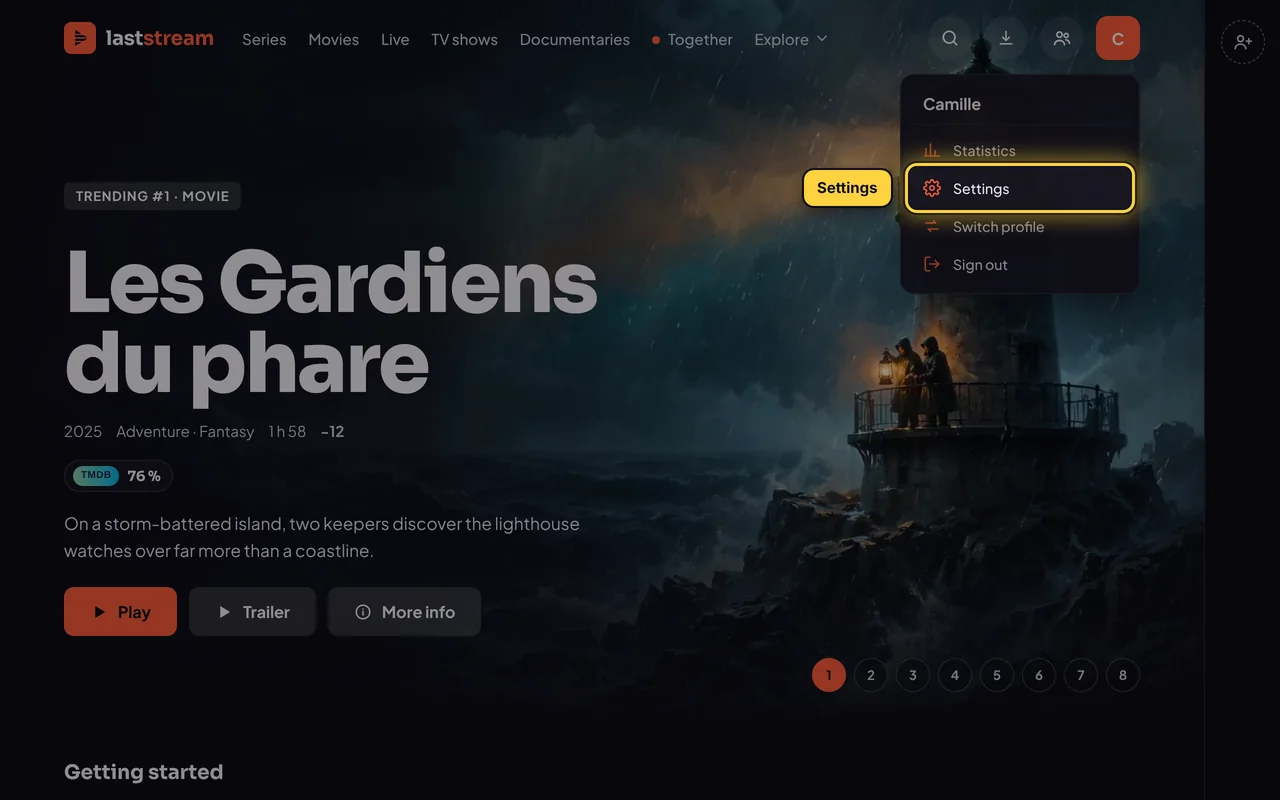 laststream
Series
Movies
Live
TV shows
Documentaries
Together
Explore
C
Camille
Statistics
Settings
Settings
Switch profile
Sign out
TRENDING #1 · MOVIE
Les Gardiens
du phare
2025 Adventure · Fantasy 1 h 58 -12
TMDB 76 %
On a storm-battered island, two keepers discover the lighthouse
watches over far more than a coastline.
Play
Trailer
More info
1 2 3 4 5 6 7 8
Getting started